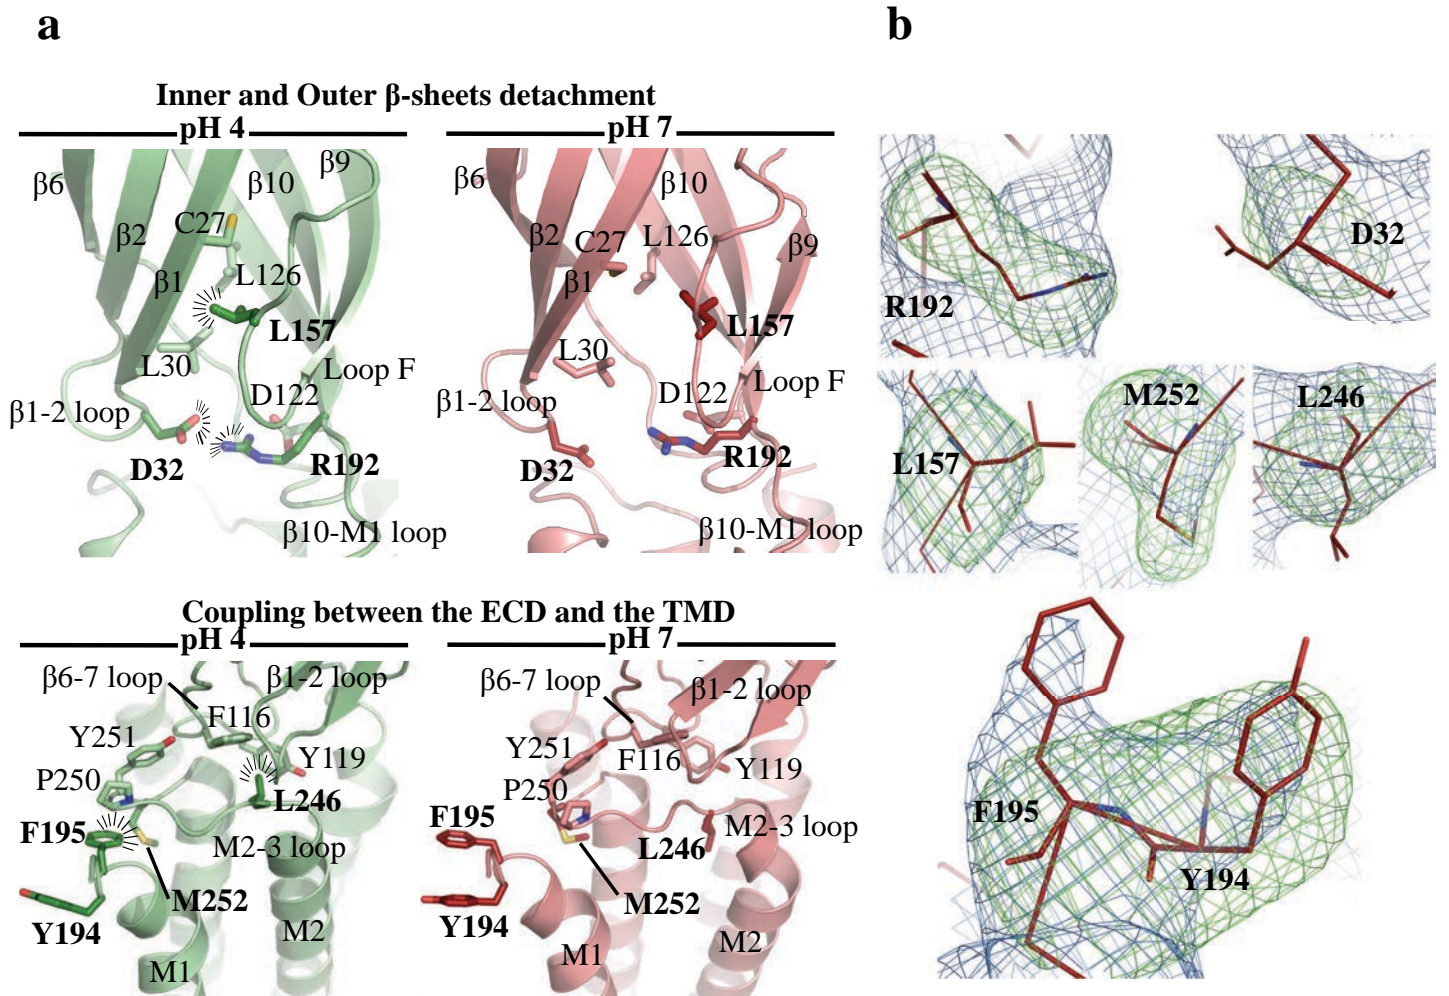 a
b
Inner and Outer β-sheets detachment
pH 4
pH 7
β6
β9
β10
C27
β2
L126
β1
L157
L30
Loop F
D122
β1-2 loop
D32
R192
β10-M1 loop
β6
β10
β2
C27
L126
β9
β1
L157
L30
Loop F
D122
β1-2 loop
D32
R192
β10-M1 loop
Coupling between the ECD and the TMD
pH 4
pH 7
β6-7 loop
β1-2 loop
F116
Y251
Y119
P250
L246
F195
M2-3 loop
M252
Y194
M2
M1
β6-7 loop
β1-2 loop
Y251
F116
Y119
P250
F195
M2-3 loop
L246
M252
Y194
M1
M2
R192
D32
L157
M252
L246
F195
Y194